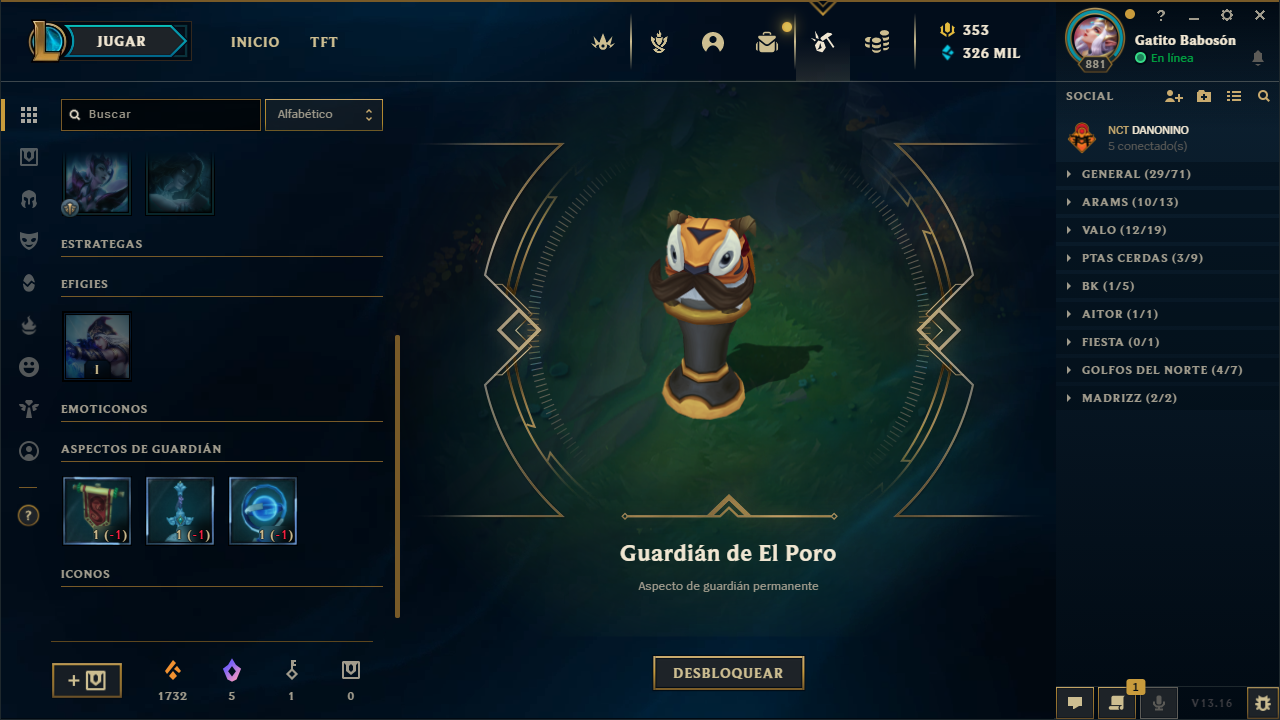 JUGAR
INICIO
TFT
353
326 MIL
881
Gatito Babosón
En línea
Buscar
Alfabético
ESTRATEGAS
EFIGIES
I
EMOTICONOS
ASPECTOS DE GUARDIÁN
1 (-1)
1 (-1)
1 (-1)
ICONOS
1732
5
1
0
?
Guardián de El Poro
Aspecto de guardián permanente
DESBLOQUEAR
?
SOCIAL
NCT DANONINO
5 conectado(s)
GENERAL (29/71)
ARAMS (10/13)
VALO (12/19)
PTAS CERDAS (3/9)
BK (1/5)
AITOR (1/1)
FIESTA (0/1)
GOLFOS DEL NORTE (4/7)
MADRIZZ (2/2)
1
V13.16